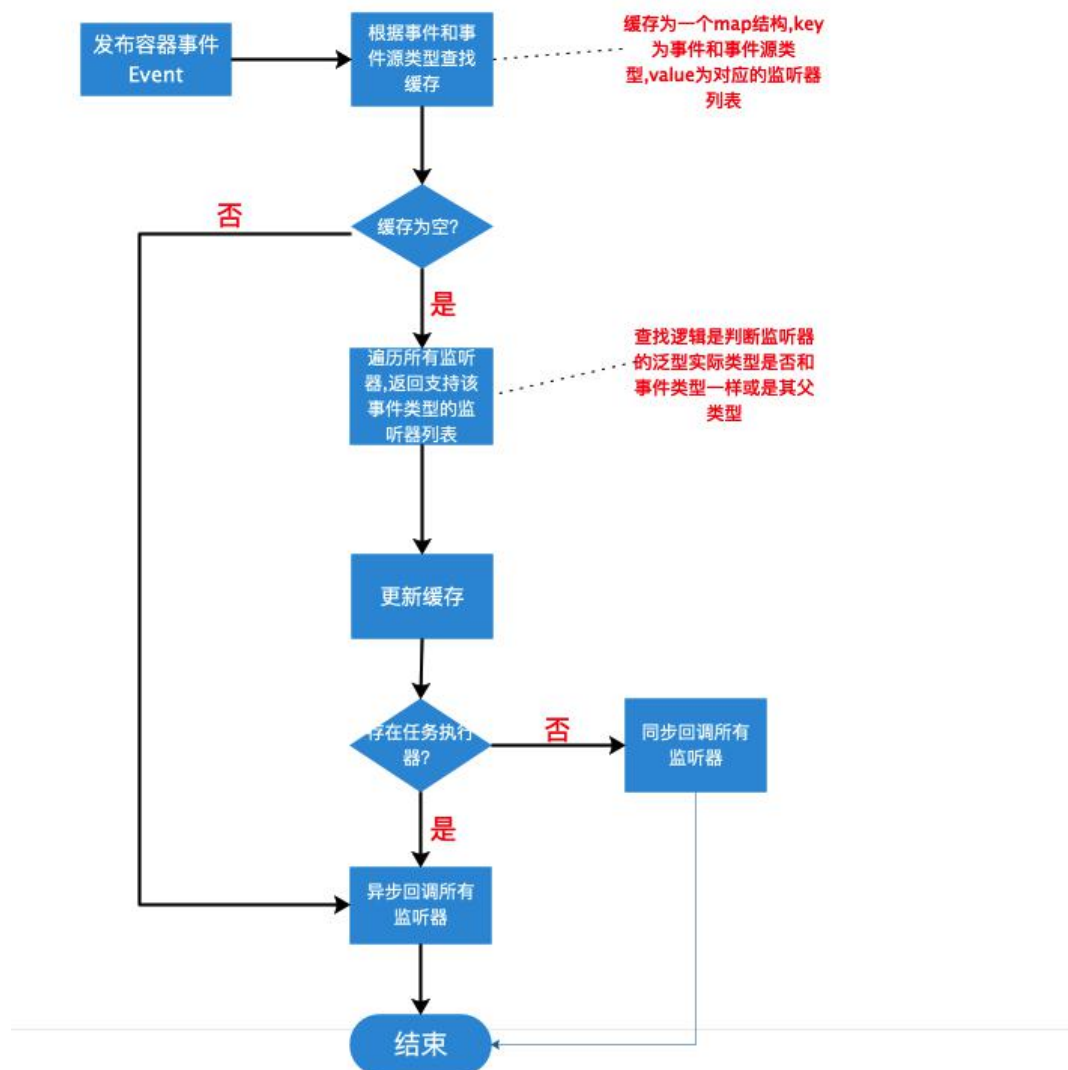 发布容器事件
Event
根据事件和事
件源类型查找
缓存
缓存为一个map结构,key
为事件和事件源类
型,value为对应的监听器
列表
缓存为空?
否
是
遍历所有监听
器,返回支持该
事件类型的监
听器列表
查找逻辑是判断监听器
的泛型实际类型是否和
事件类型一样或是其父
类型
更新缓存
存在任务执行
器?
否
同步回调所有
监听器
是
异步回调所有
监听器
结束